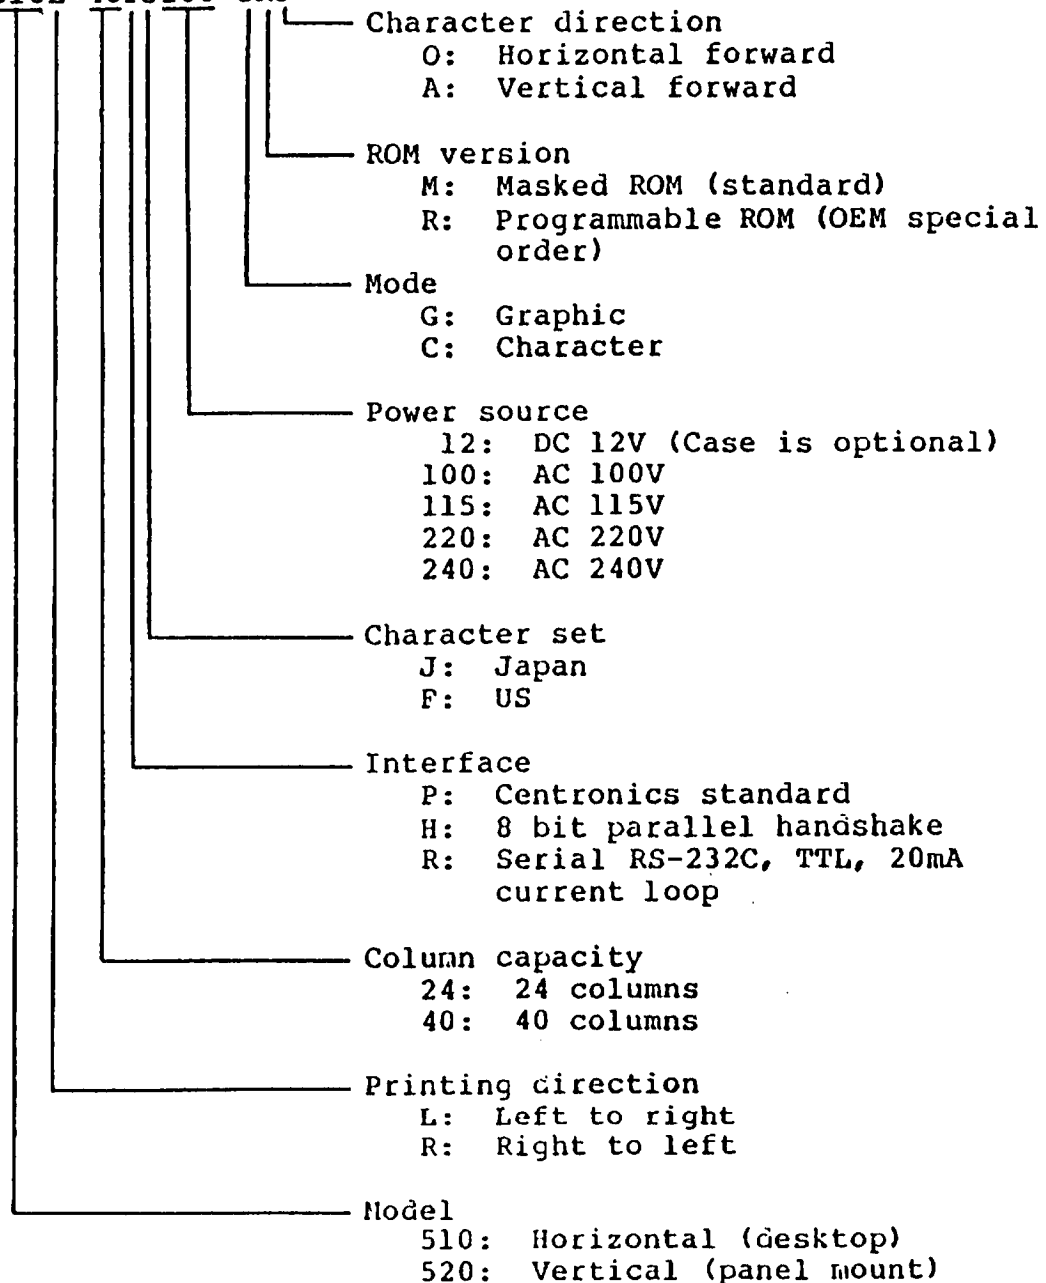 Character direction
O: Horizontal forward
A: Vertical forward
ROM version
M: Masked ROM (standard)
R: Programmable ROM (OEM special
order)
Mode
G: Graphic
C: Character
Power source
12: DC 12V (Case is optional)
100: AC 100V
115: AC 115V
220: AC 220V
240: AC 240V
Character set
J: Japan
F: US
Interface
P: Centronics standard
H: 8 bit parallel handshake
R: Serial RS-232C, TTL, 20mA
current loop
Column capacity
24: 24 columns
40: 40 columns
Printing direction
L: Left to right
R: Right to left
Model
510: Horizontal (desktop)
520: Vertical (panel mount)